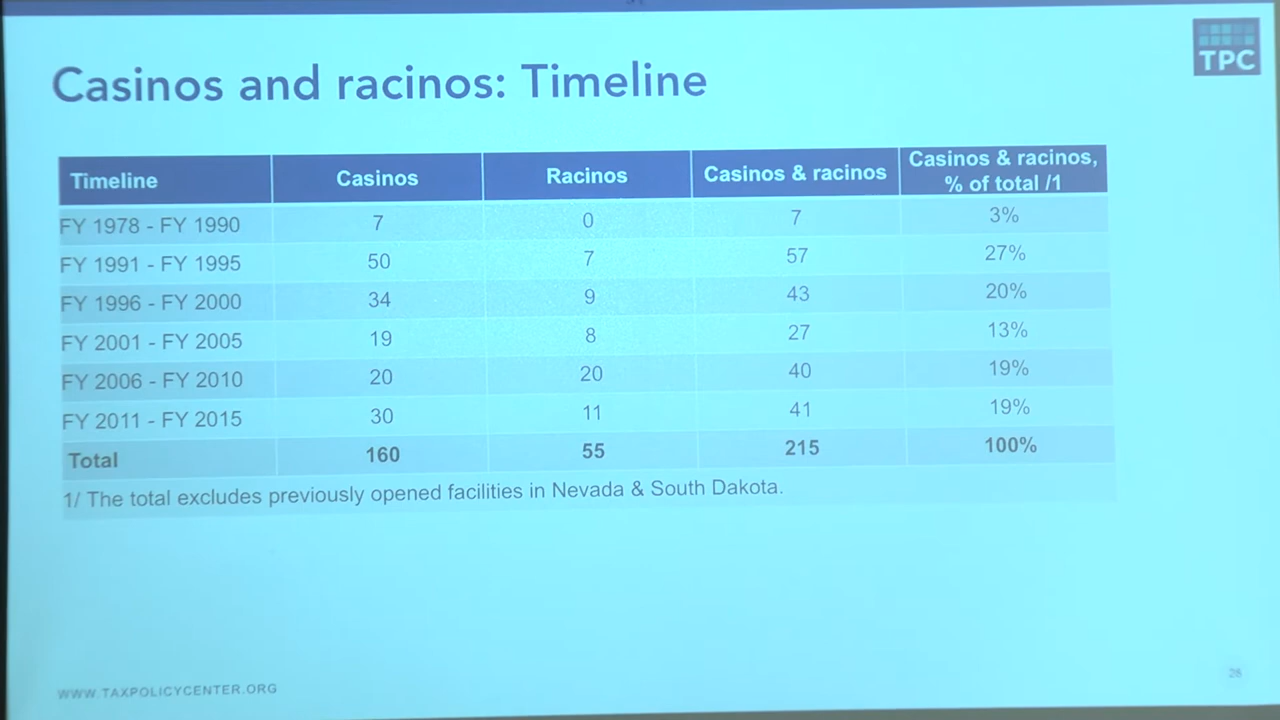 TPC
Casinos and racinos: Timeline
Timeline Casinos Racinos Casinos & racinos Casinos & racinos, % of total /1
FY 1978 - FY 1990 7 0 7 3%
FY 1991 - FY 1995 50 7 57 27%
FY 1996 - FY 2000 34 9 43 20%
FY 2001 - FY 2005 19 8 27 13%
FY 2006 - FY 2010 20 20 40 19%
FY 2011 - FY 2015 30 11 41 19%
Total 160 55 215 100%
1/ The total excludes previously opened facilities in Nevada & South Dakota.
WWW.TAXPOLICYCENTER.ORG
28